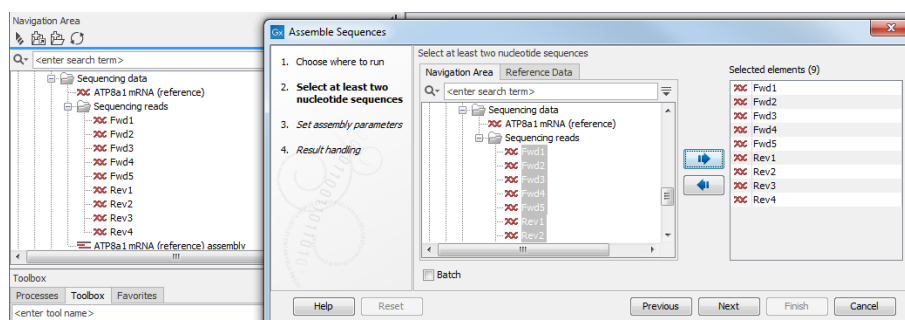 Navigation Area
<enter search term>
Sequencing data
ATP8a1 mRNA (reference)
Sequencing reads
Fwd1
Fwd2
Fwd3
Fwd4
Fwd5
Rev1
Rev2
Rev3
Rev4
ATP8a1 mRNA (reference) assembly
Toolbox
Processes Toolbox Favorites
<enter tool name>
Gx Assemble Sequences
1. Choose where to run
2. Select at least two
nucleotide sequences
3. Set assembly parameters
4. Result handling
Select at least two nucleotide sequences
Navigation Area Reference Data
<enter search term>
Sequencing data
ATP8a1 mRNA (reference)
Sequencing reads
Fwd1
Fwd2
Fwd3
Fwd4
Fwd5
Rev1
Rev2
Batch
Selected elements (9)
Fwd1
Fwd2
Fwd3
Fwd4
Fwd5
Rev1
Rev2
Rev3
Rev4
Help Reset Previous Next Finish Cancel